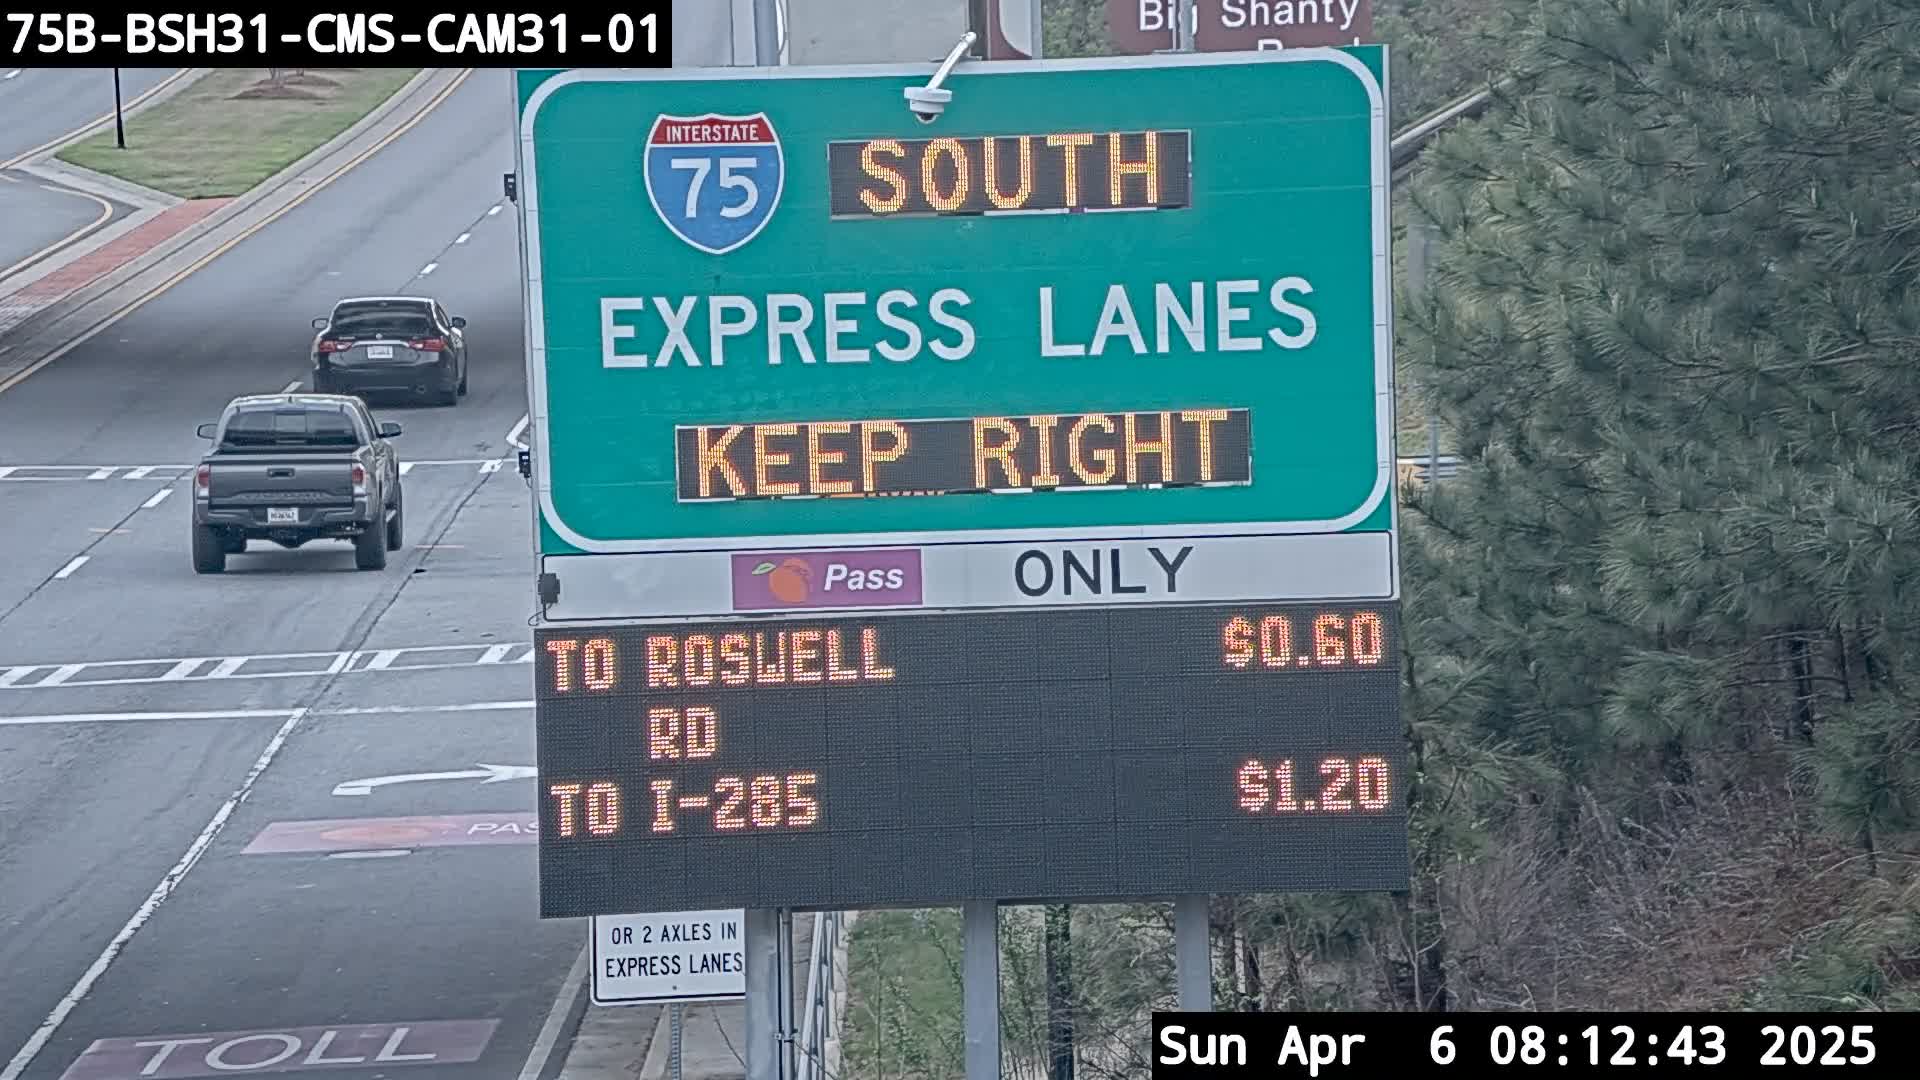 75B-BSH31-CMS-CAM31-01
Big Shanty
INTERSTATE
75
SOUTH
EXPRESS LANES
KEEP RIGHT
Pass ONLY
TO ROSWELL $0.60
RD
TO I-285 $1.20
OR 2 AXLES IN
EXPRESS LANES
TOLL
Sun Apr 6 08:12:43 2025